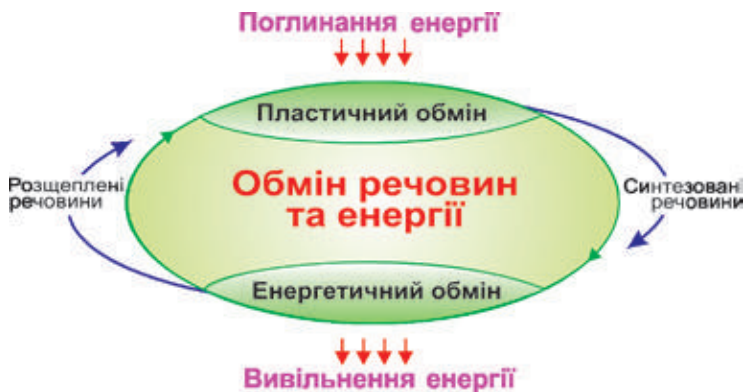 Поглинання енергії
Пластичний обмін
Розщеплені
речовини
Обмін речовин
та енергії
Синтезовані
речовини
Енергетичний обмін
Вивільнення енергії